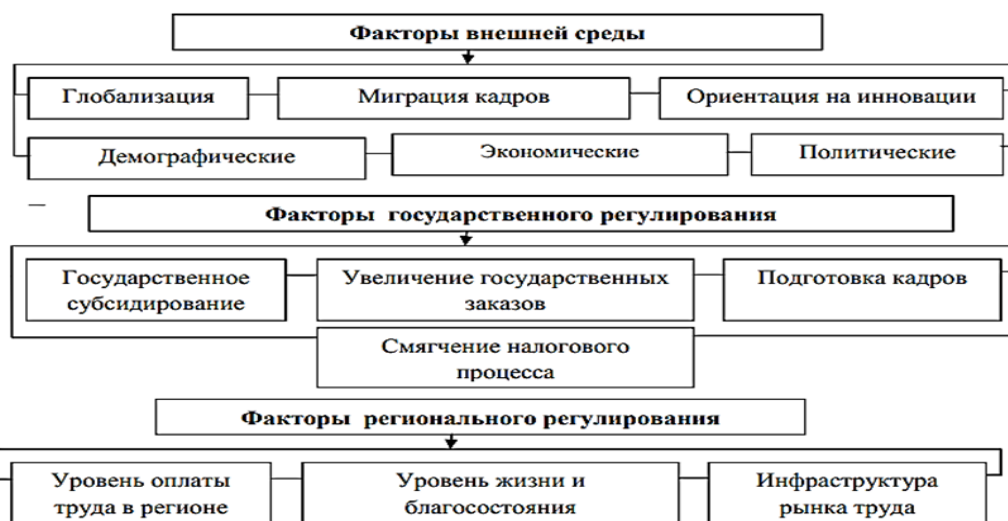 Факторы внешней среды
Глобализация
Миграция кадров
Ориентация на инновации
Демографические
Экономические
Политические
Факторы государственного регулирования
Государственное
субсидирование
Увеличение государственных
заказов
Подготовка кадров
Смягчение налогового
процесса
Факторы регионального регулирования
Уровень оплаты
труда в регионе
Уровень жизни и
благосостояния
Инфраструктура
рынка труда